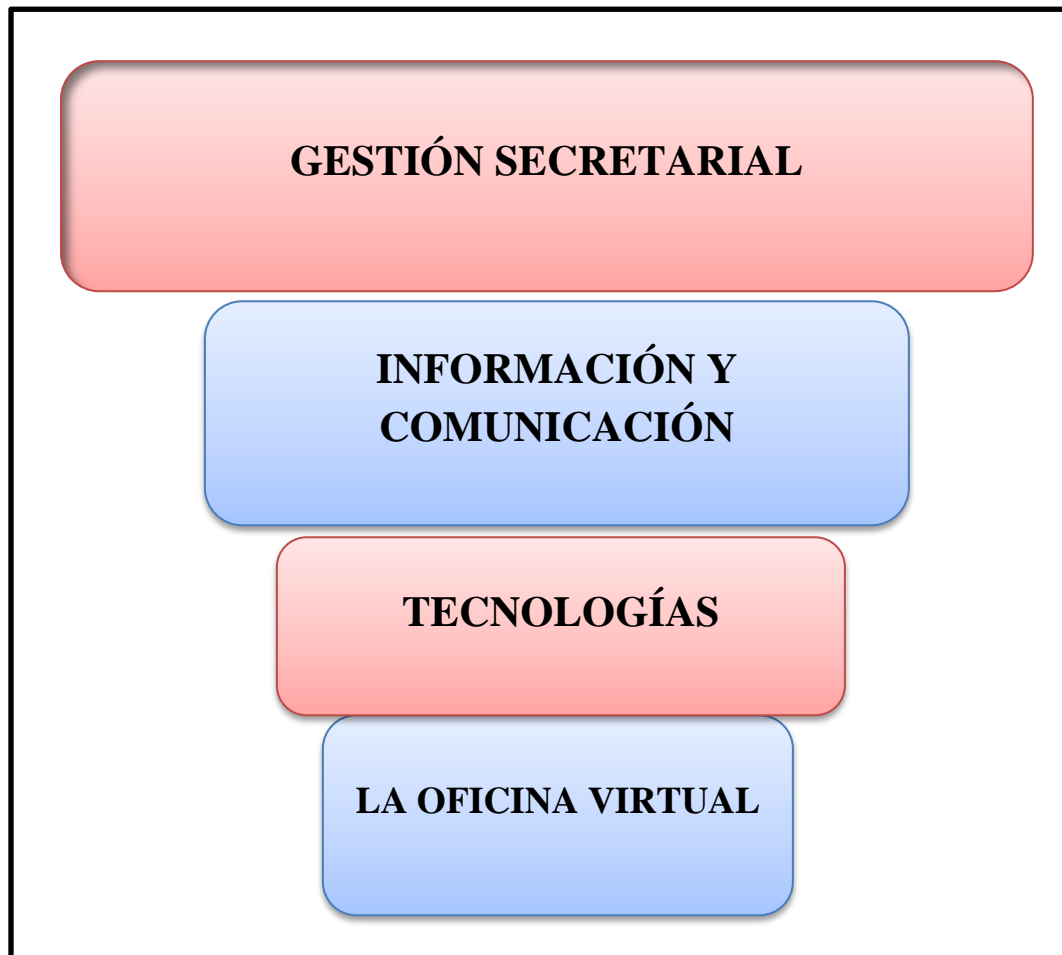 GESTIÓN SECRETARIAL
INFORMACIÓN Y
COMUNICACIÓN
TECNOLOGÍAS
LA OFICINA VIRTUAL